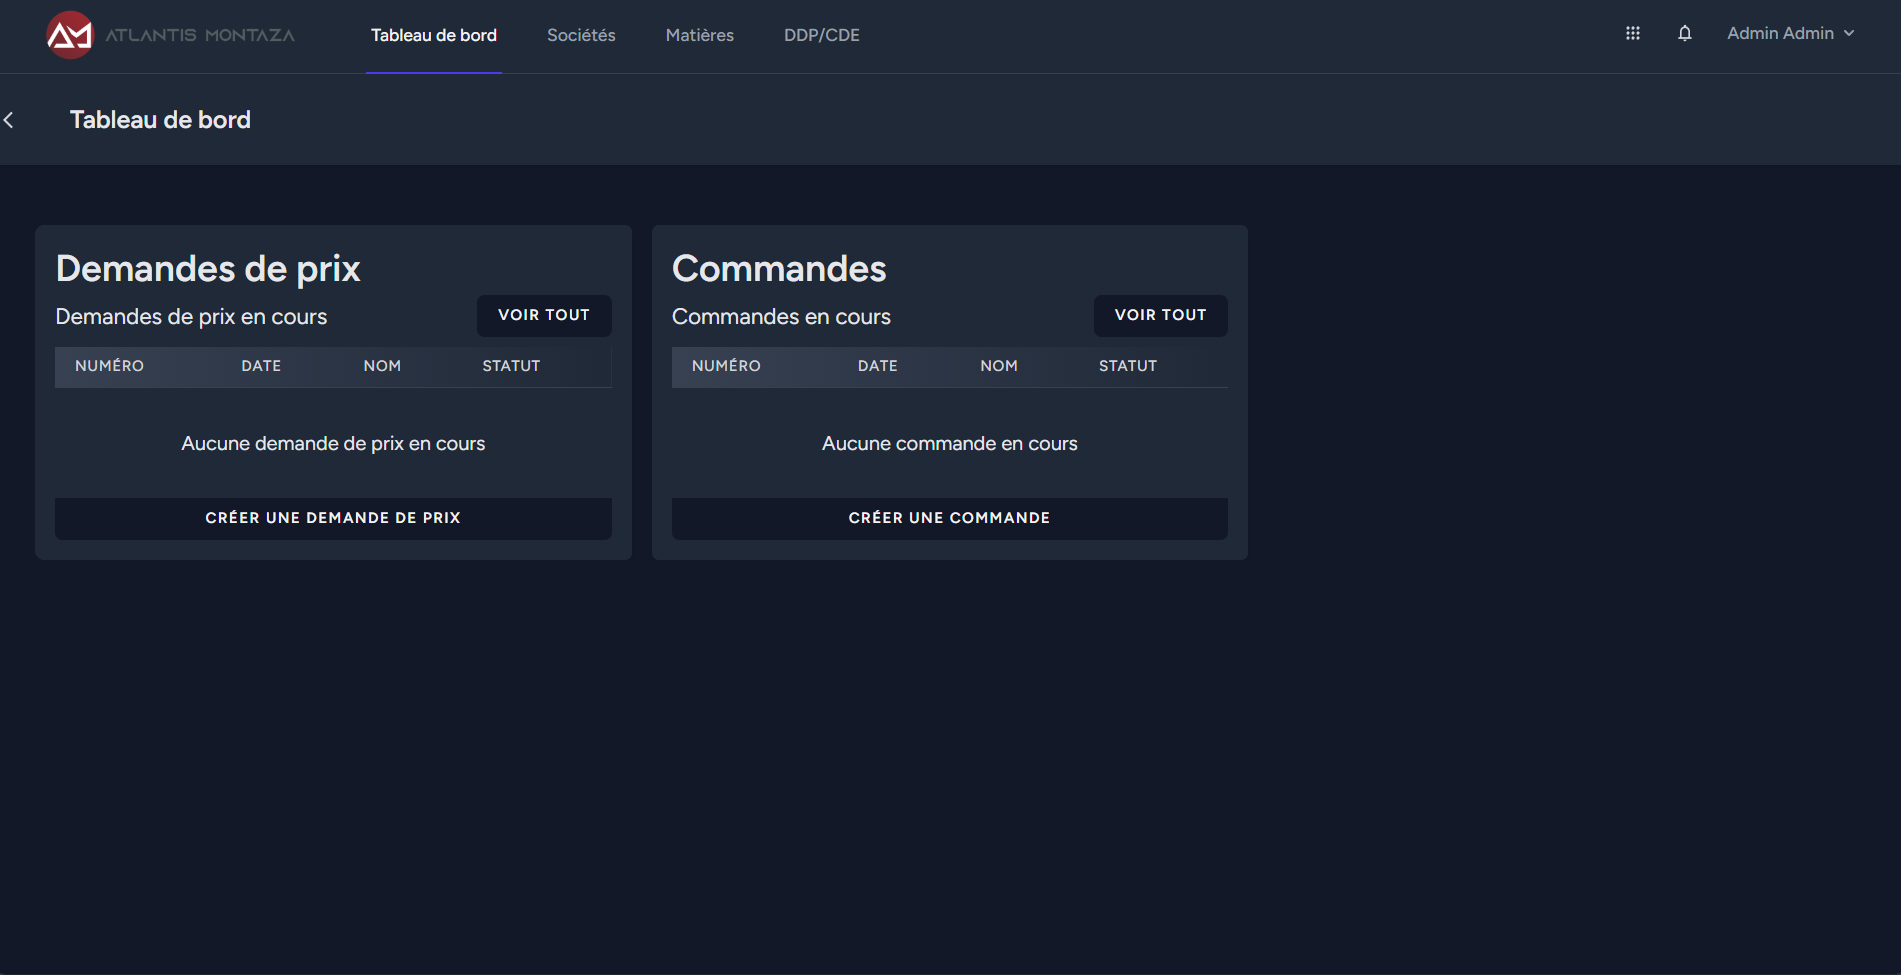 ATLANTIS MONTAZA
Tableau de bord
Sociétés
Matières
DDP/CDE
Admin Admin
Tableau de bord
Demandes de prix
Demandes de prix en cours
VOIR TOUT
NUMÉRO DATE NOM STATUT
Aucune demande de prix en cours
CRÉER UNE DEMANDE DE PRIX
Commandes
Commandes en cours
VOIR TOUT
NUMÉRO DATE NOM STATUT
Aucune commande en cours
CRÉER UNE COMMANDE